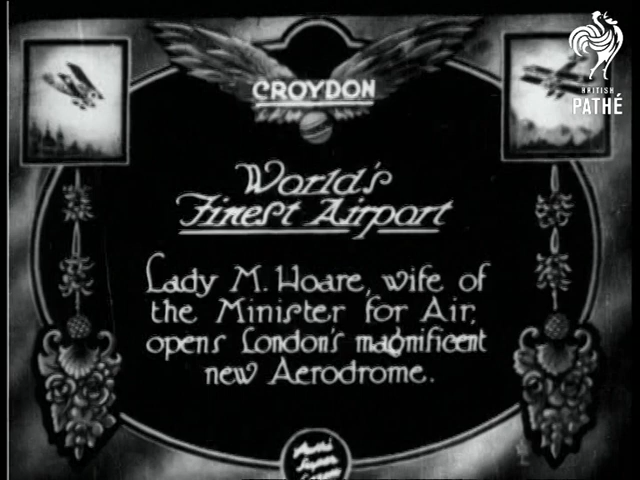 BRITISH
PATHÉ
CROYDON
World's
Finest Airport
Lady M. Hoare, wife of
the Minister for Air,
opens London's magnificent
new Aerodrome.